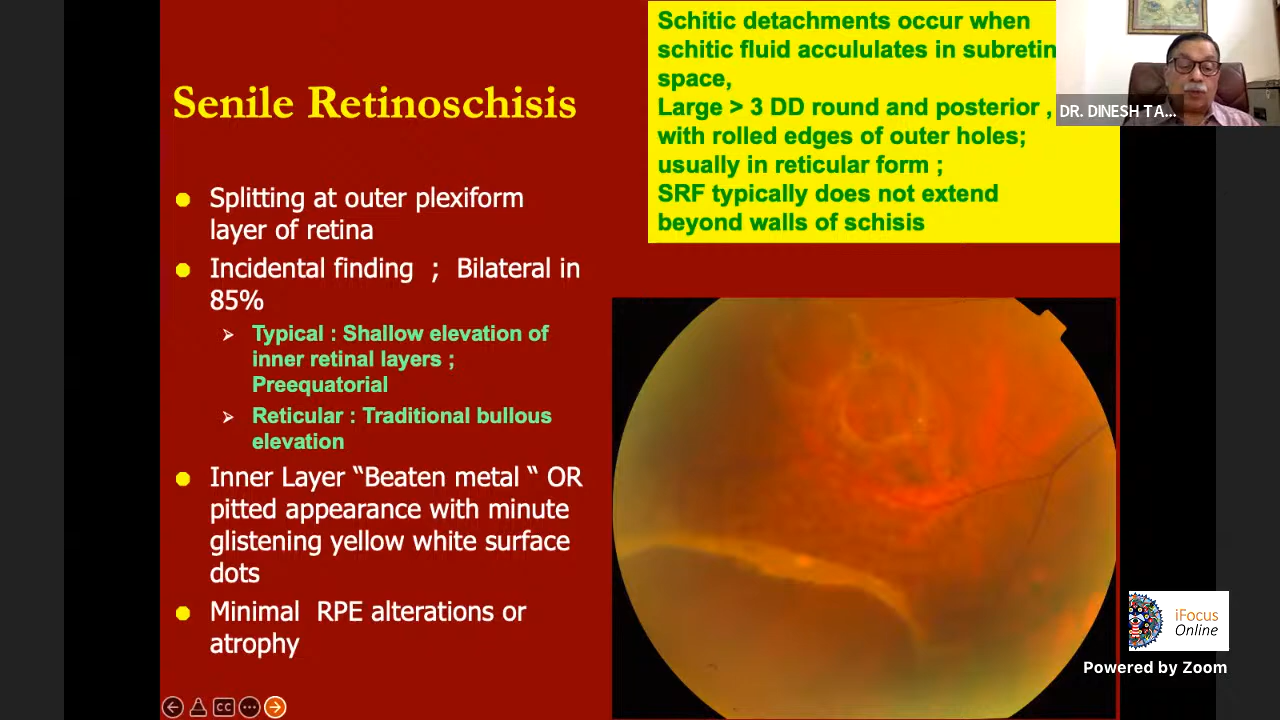 Senile Retinoschisis
Splitting at outer plexiform
layer of retina
Incidental finding ; Bilateral in
85%
Typical : Shallow elevation of
inner retinal layers ;
Preequatorial
Reticular : Traditional bullous
elevation
Inner Layer “Beaten metal “ OR
pitted appearance with minute
glistening yellow white surface
dots
Minimal RPE alterations or
atrophy
Schitic detachments occur when
schitic fluid accululates in subretin
space,
Large > 3 DD round and posterior ,
with rolled edges of outer holes;
usually in reticular form ;
SRF typically does not extend
beyond walls of schisis
DR. DINESH TA...
iFocus
Online
Powered by Zoom
CC